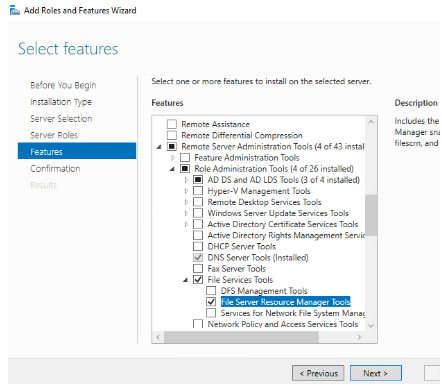 Add Roles and Features Wizard
Select features
Before You Begin
Installation Type
Server Selection
Server Roles
Features
Confirmation
Results
Select one or more features to install on the selected server.
Features
Remote Assistance
Remote Differential Compression
Remote Server Administration Tools (4 of 43 instal
Feature Administration Tools
Role Administration Tools (4 of 26 installed)
AD DS and AD LDS Tools (3 of 4 installed)
Hyper-V Management Tools
Remote Desktop Services Tools
Windows Server Update Services Tools
Active Directory Certificate Services Tools
Active Directory Rights Management Servic
DHCP Server Tools
DNS Server Tools (Installed)
Fax Server Tools
File Services Tools
DFS Management Tools
File Server Resource Manager Tools
Services for Network File System Manag
Network Policy and Access Services Tools
Description
Includes the
Manager sna
filescrn, and
< Previous
Next >